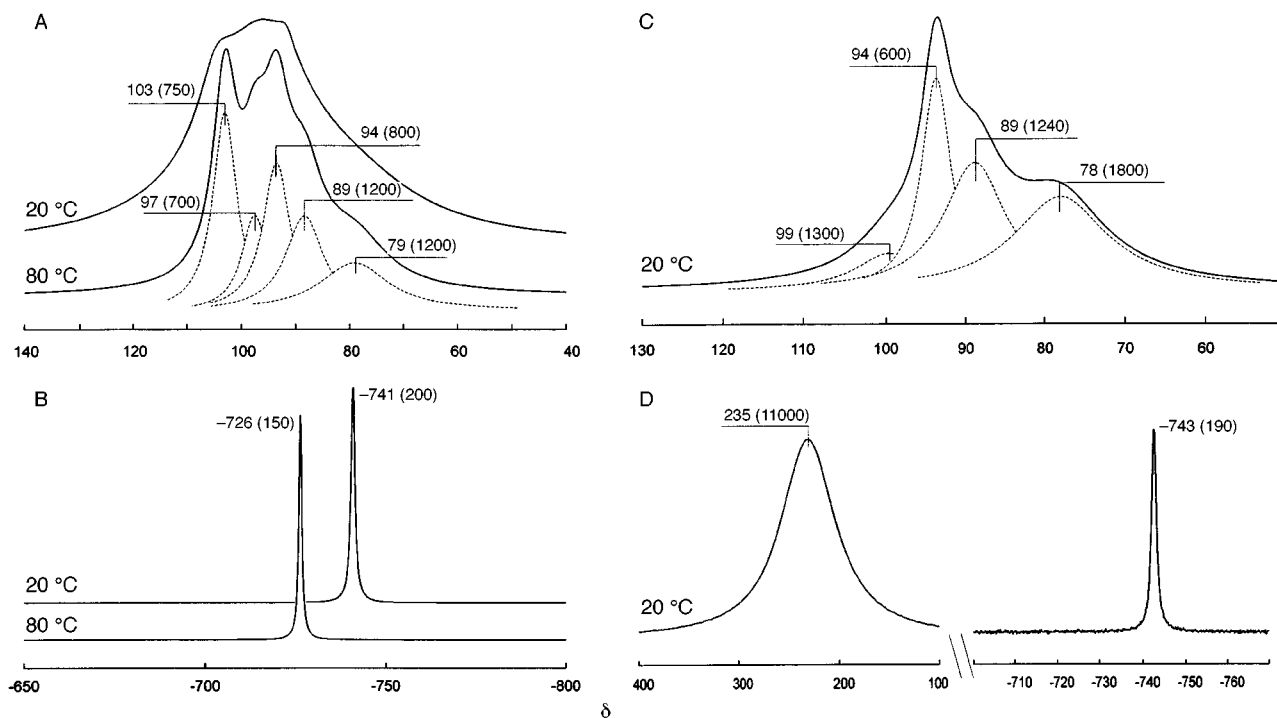 A
103 (750)
94 (800)
89 (1200)
97 (700)
79 (1200)
20 °C
80 °C
140 120 100 80 60 40
C
94 (600)
89 (1240)
78 (1800)
99 (1300)
20 °C
130 120 110 100 90 80 70 60
B
–741 (200)
–726 (150)
20 °C
80 °C
-650 -700 -750 -800
D
235 (11000)
–743 (190)
20 °C
400 300 200 100 -710 -720 -730 -740 -750 -760
δ